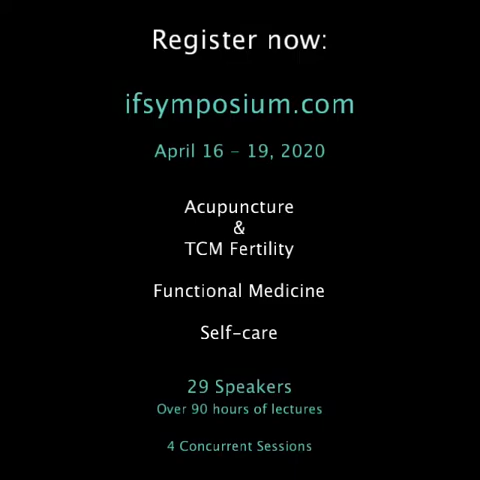 Register now:
ifsymposium.com
April 16 – 19, 2020
Acupuncture
&
TCM Fertility
Functional Medicine
Self-care
29 Speakers
Over 90 hours of lectures
4 Concurrent Sessions